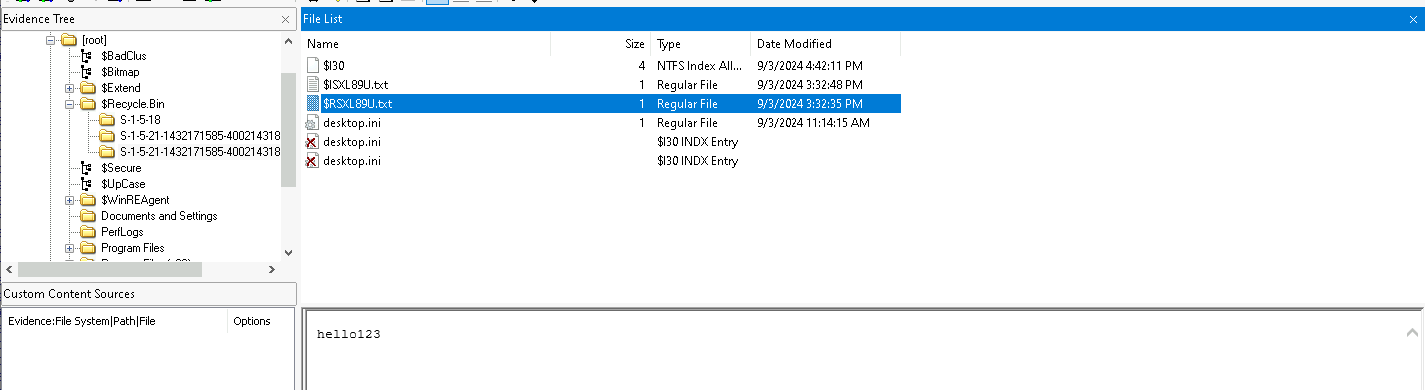 Evidence Tree
[root]
$BadClus
$Bitmap
$Extend
$Recycle.Bin
S-1-5-18
S-1-5-21-1432171585-400214318
S-1-5-21-1432171585-400214318
$Secure
$UpCase
$WinREAgent
Documents and Settings
PerfLogs
Program Files
Custom Content Sources
Evidence:File System|Path|File Options
File List
Name Size Type Date Modified
$I30 4 NTFS Index All... 9/3/2024 4:42:11 PM
$ISXL89U.txt 1 Regular File 9/3/2024 3:32:48 PM
$RSXL89U.txt 1 Regular File 9/3/2024 3:32:35 PM
desktop.ini 1 Regular File 9/3/2024 11:14:15 AM
desktop.ini $I30 INDX Entry
desktop.ini $I30 INDX Entry
hello123